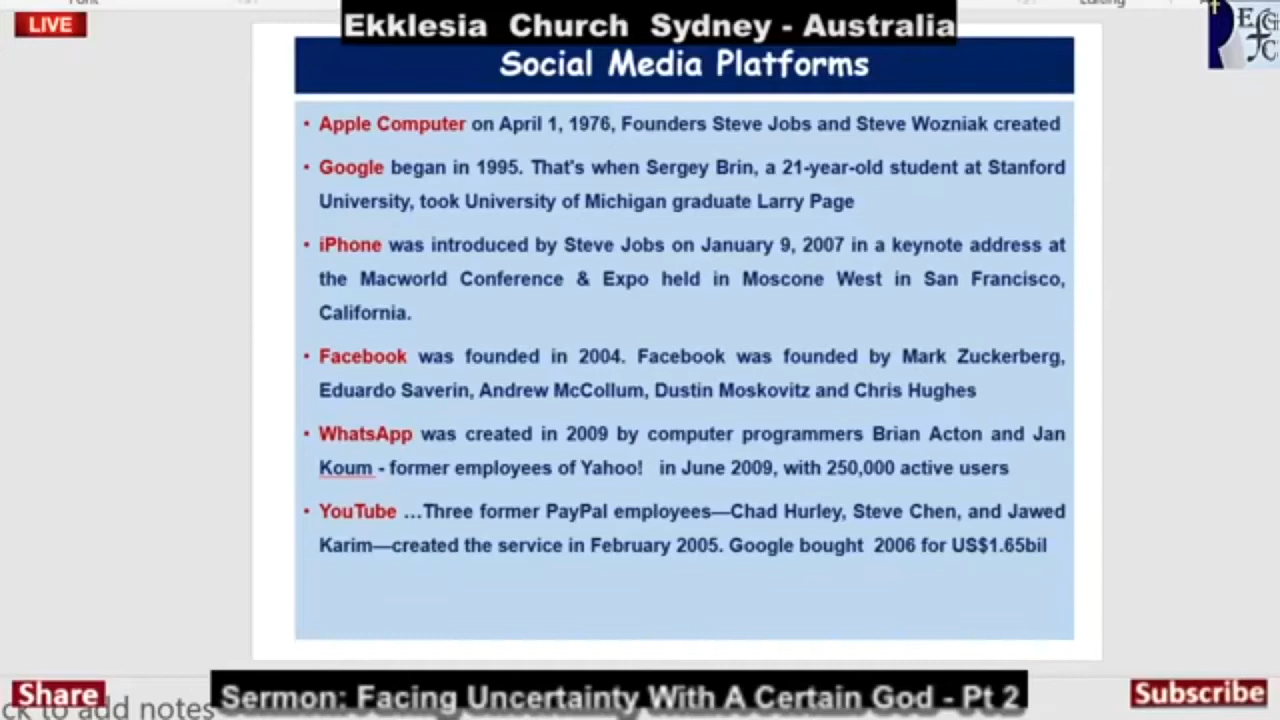 Font
Editing
LIVE
Ekklesia Church Sydney - Australia
E
C
Social Media Platforms
• Apple Computer on April 1, 1976, Founders Steve Jobs and Steve Wozniak created
• Google began in 1995. That's when Sergey Brin, a 21-year-old student at Stanford
University, took University of Michigan graduate Larry Page
• iPhone was introduced by Steve Jobs on January 9, 2007 in a keynote address at
the Macworld Conference & Expo held in Moscone West in San Francisco,
California.
• Facebook was founded in 2004. Facebook was founded by Mark Zuckerberg,
Eduardo Saverin, Andrew McCollum, Dustin Moskovitz and Chris Hughes
• WhatsApp was created in 2009 by computer programmers Brian Acton and Jan
Koum - former employees of Yahoo! in June 2009, with 250,000 active users
• YouTube ...Three former PayPal employees—Chad Hurley, Steve Chen, and Jawed
Karim—created the service in February 2005. Google bought 2006 for US$1.65bil
Share
ck to add notes
Sermon: Facing Uncertainty With A Certain God - Pt 2
Subscribe